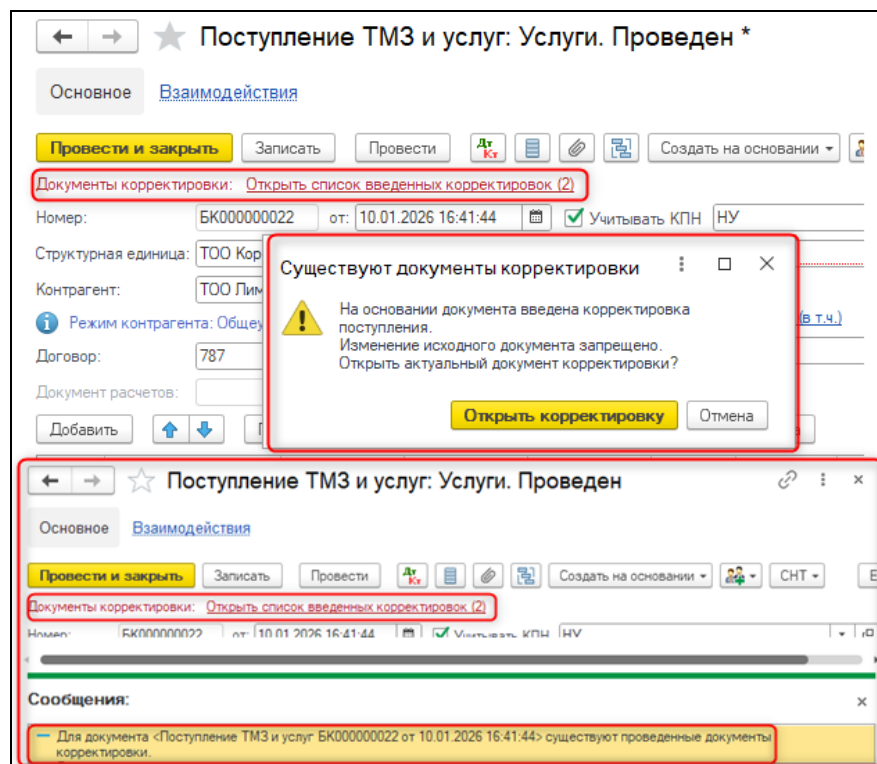 Поступление ТМЗ и услуг: Услуги. Проведен *
Основное Взаимодействия
Провести и закрыть Записать Провести Дт Кт Создать на основании
Документы корректировки: Открыть список введенных корректировок (2)
Номер: БК000000022 от: 10.01.2026 16:41:44 Учитывать КПН НУ
Структурная единица: ТОО Кор
Контрагент: ТОО Лим
Режим контрагента: Общеу
(в т.ч.)
Договор: 787
Документ расчетов:
Добавить
Существуют документы корректировки
На основании документа введена корректировка
поступления.
Изменение исходного документа запрещено.
Открыть актуальный документ корректировки?
Открыть корректировку Отмена
Поступление ТМЗ и услуг: Услуги. Проведен
Основное Взаимодействия
Провести и закрыть Записать Провести Дт Кт Создать на основании СНТ
Документы корректировки: Открыть список введенных корректировок (2)
Номер: БК000000022 от: 10.01.2026 16:41:44 Учитывать КПН НУ
Сообщения:
Для документа <Поступление ТМЗ и услуг БК000000022 от 10.01.2026 16:41:44> существуют проведенные документы
корректировки.